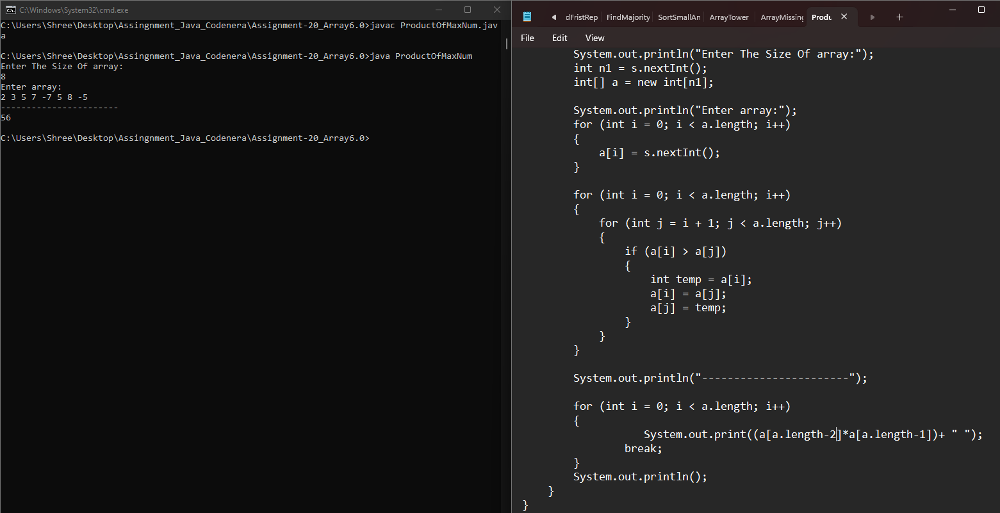 C:\Windows\System32\cmd.exe
C:\Users\Shree\Desktop\Assingnment_Java_Codenera\Assignment-20_Array6.0>javac ProductOfMaxNum.jav
a
C:\Users\Shree\Desktop\Assingnment_Java_Codenera\Assignment-20_Array6.0>java ProductOfMaxNum
Enter The Size Of array:
8
Enter array:
2 3 5 7 -7 5 8 -5
-----------------------
56
C:\Users\Shree\Desktop\Assingnment_Java_Codenera\Assignment-20_Array6.0>
dFristRep FindMajority SortSmallAn ArrayTower ArrayMissing Produ
File Edit View
System.out.println("Enter The Size Of array:");
int n1 = s.nextInt();
int[] a = new int[n1];
System.out.println("Enter array:");
for (int i = 0; i < a.length; i++)
{
a[i] = s.nextInt();
}
for (int i = 0; i < a.length; i++)
{
for (int j = i + 1; j < a.length; j++)
{
if (a[i] > a[j])
{
int temp = a[i];
a[i] = a[j];
a[j] = temp;
}
}
}
System.out.println("-----------------------");
for (int i = 0; i < a.length; i++)
{
System.out.print((a[a.length-2]*a[a.length-1])+ " ");
break;
}
System.out.println();
}
}